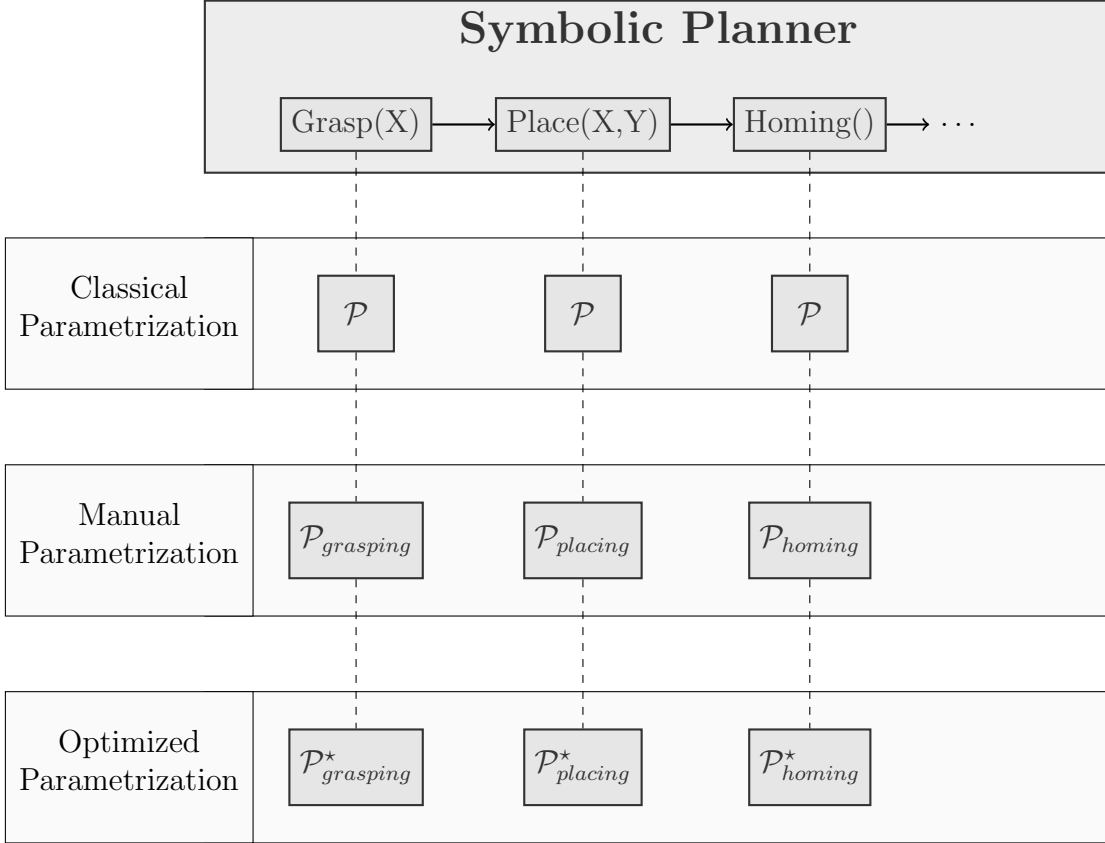 Symbolic Planner
Grasp(X) Place(X,Y) Homing() ···
Classical
Parametrization
𝒫 𝒫 𝒫
Manual
Parametrization
𝒫_grasping 𝒫_placing 𝒫_homing
Optimized
Parametrization
𝒫⋆_grasping 𝒫⋆_placing 𝒫⋆_homing